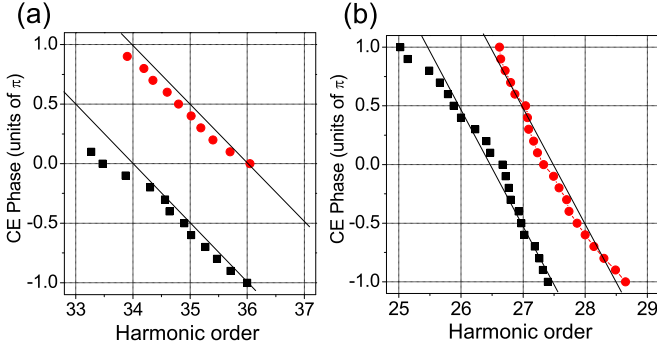 (a)
CE Phase (units of π)
1.0
0.5
0.0
-0.5
-1.0
33 34 35 36 37
Harmonic order
(b)
CE Phase (units of π)
1.0
0.5
0.0
-0.5
-1.0
25 26 27 28 29
Harmonic order